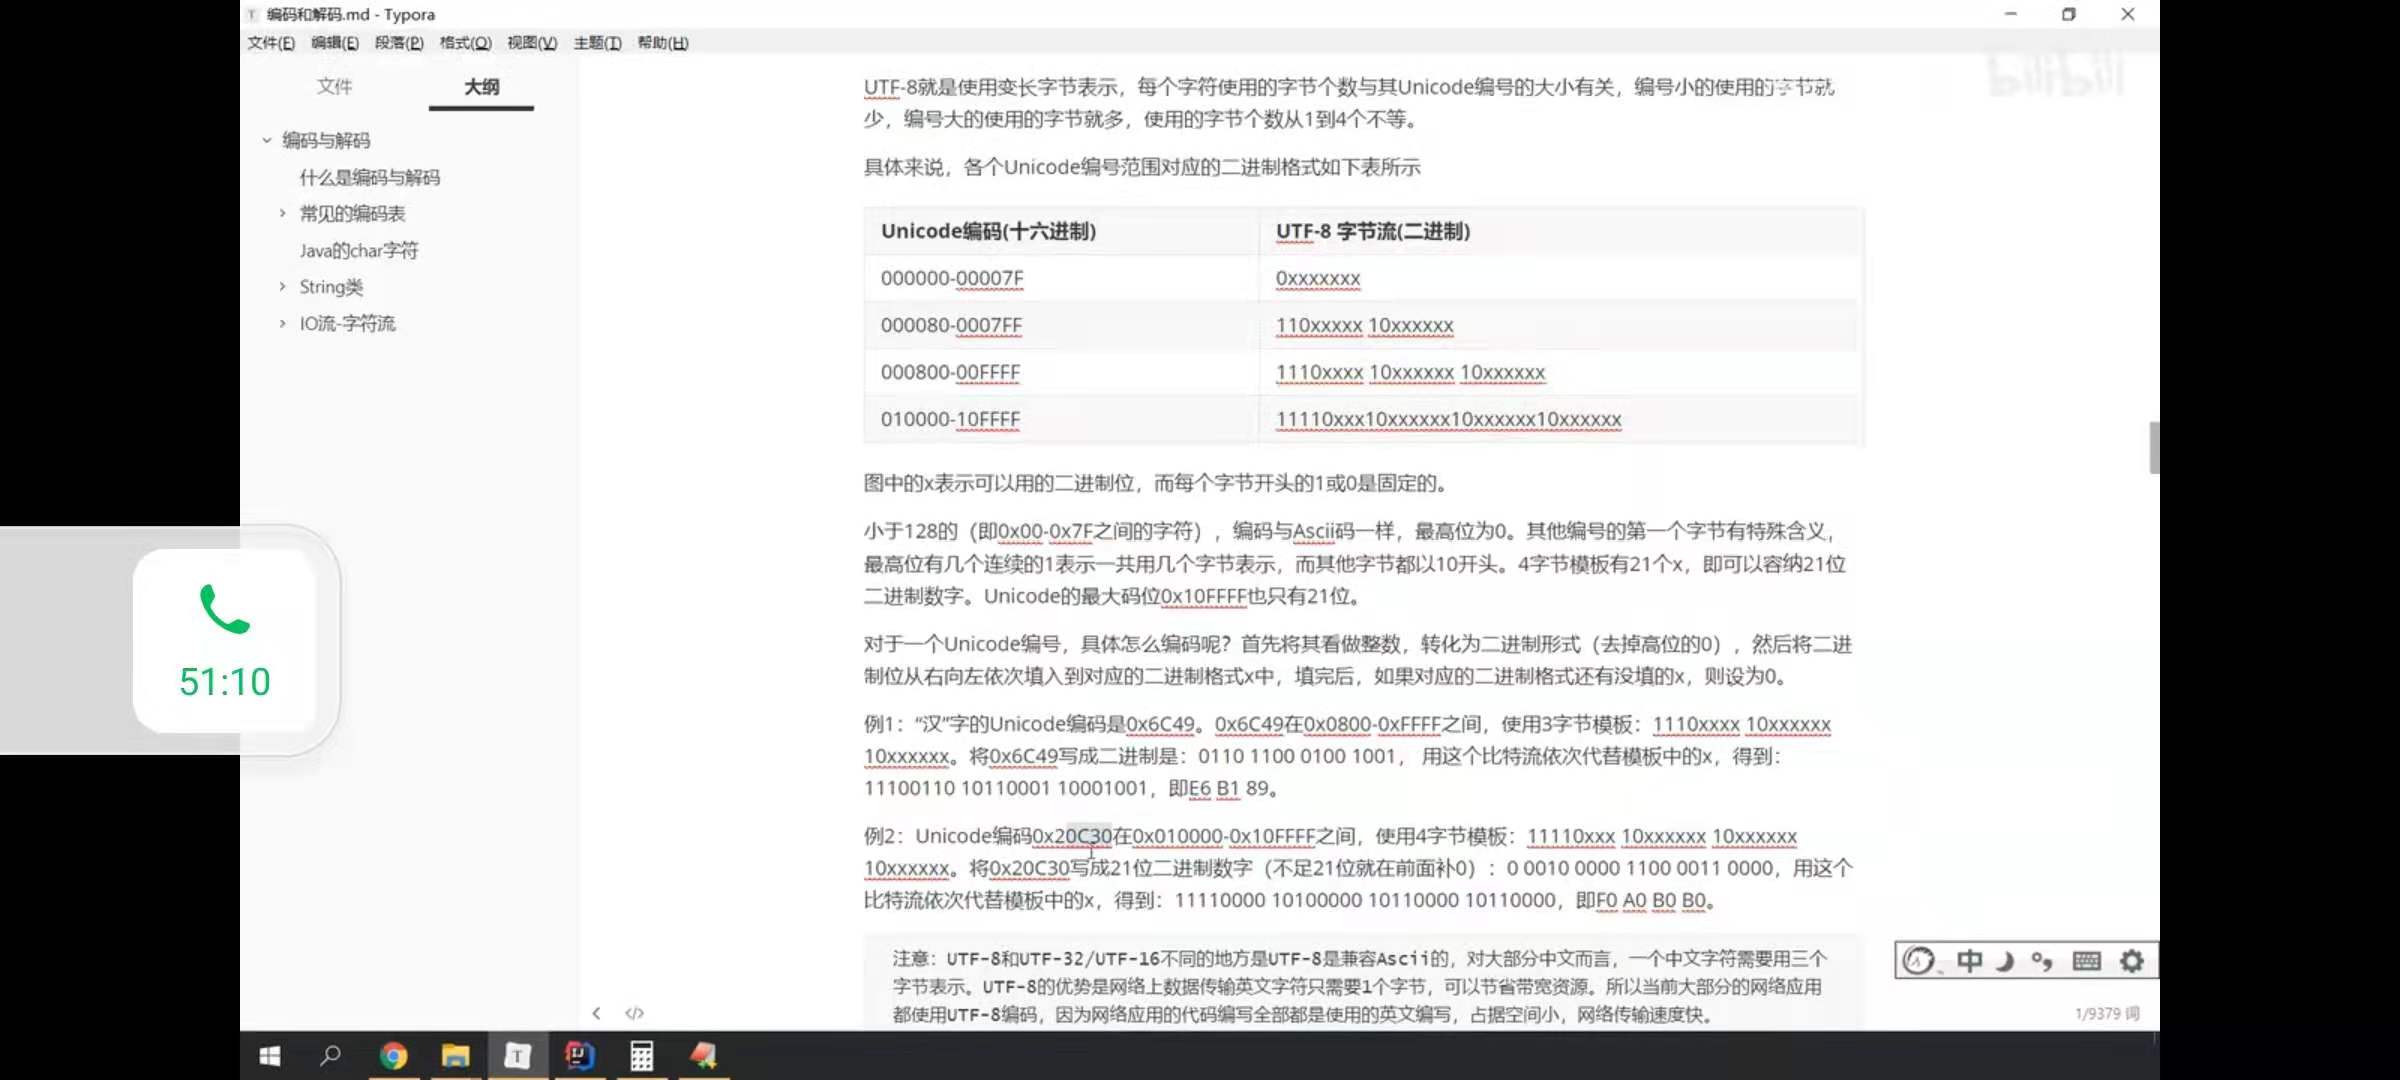 编码和解码.md - Typora
文件(F) 编辑(E) 段落(P) 格式(O) 视图(V) 主题(T) 帮助(H)
文件 大纲
编码与解码
什么是编码与解码
常见的编码表
Java的char字符
String类
IO流-字符流
bilibili
UTF-8就是使用变长字节表示，每个字符使用的字节个数与其Unicode编号的大小有关，编号小的使用的字节就
少，编号大的使用的字节就多，使用的字节个数从1到4个不等。
具体来说，各个Unicode编号范围对应的二进制格式如下表所示
Unicode编码(十六进制) UTF-8 字节流(二进制)
000000-00007F 0xxxxxxx
000080-0007FF 110xxxxx 10xxxxxx
000800-00FFFF 1110xxxx 10xxxxxx 10xxxxxx
010000-10FFFF 11110xxx10xxxxxx10xxxxxx10xxxxxx
图中的x表示可以用的二进制位，而每个字节开头的1或0是固定的。
小于128的（即0x00-0x7F之间的字符），编码与Ascii码一样，最高位为0。其他编号的第一个字节有特殊含义，
最高位有几个连续的1表示一共用几个字节表示，而其他字节都以10开头。4字节模板有21个x，即可以容纳21位
二进制数字。Unicode的最大码位0x10FFFF也只有21位。
对于一个Unicode编号，具体怎么编码呢？首先将其看做整数，转化为二进制形式（去掉高位的0），然后将二进
制位从右向左依次填入到对应的二进制格式x中，填完后，如果对应的二进制格式还有没填的x，则设为0。
例1：“汉”字的Unicode编码是0x6C49。0x6C49在0x0800-0xFFFF之间，使用3字节模板：1110xxxx 10xxxxxx
10xxxxxx。将0x6C49写成二进制是：0110 1100 0100 1001， 用这个比特流依次代替模板中的x，得到：
11100110 10110001 10001001，即E6 B1 89。
例2：Unicode编码0x20C30在0x010000-0x10FFFF之间，使用4字节模板：11110xxx 10xxxxxx 10xxxxxx
10xxxxxx。将0x20C30写成21位二进制数字（不足21位就在前面补0）：0 0010 0000 1100 0011 0000，用这个
比特流依次代替模板中的x，得到：11110000 10100000 10110000 10110000，即F0 A0 B0 B0。
注意：UTF-8和UTF-32/UTF-16不同的地方是UTF-8是兼容Ascii的，对大部分中文而言，一个中文字符需要用三个
字节表示。UTF-8的优势是网络上数据传输英文字符只需要1个字节，可以节省带宽资源。所以当前大部分的网络应用
都使用UTF-8编码，因为网络应用的代码编写全部都是使用的英文编写，占据空间小，网络传输速度快。
51:10
中
1/9379 词